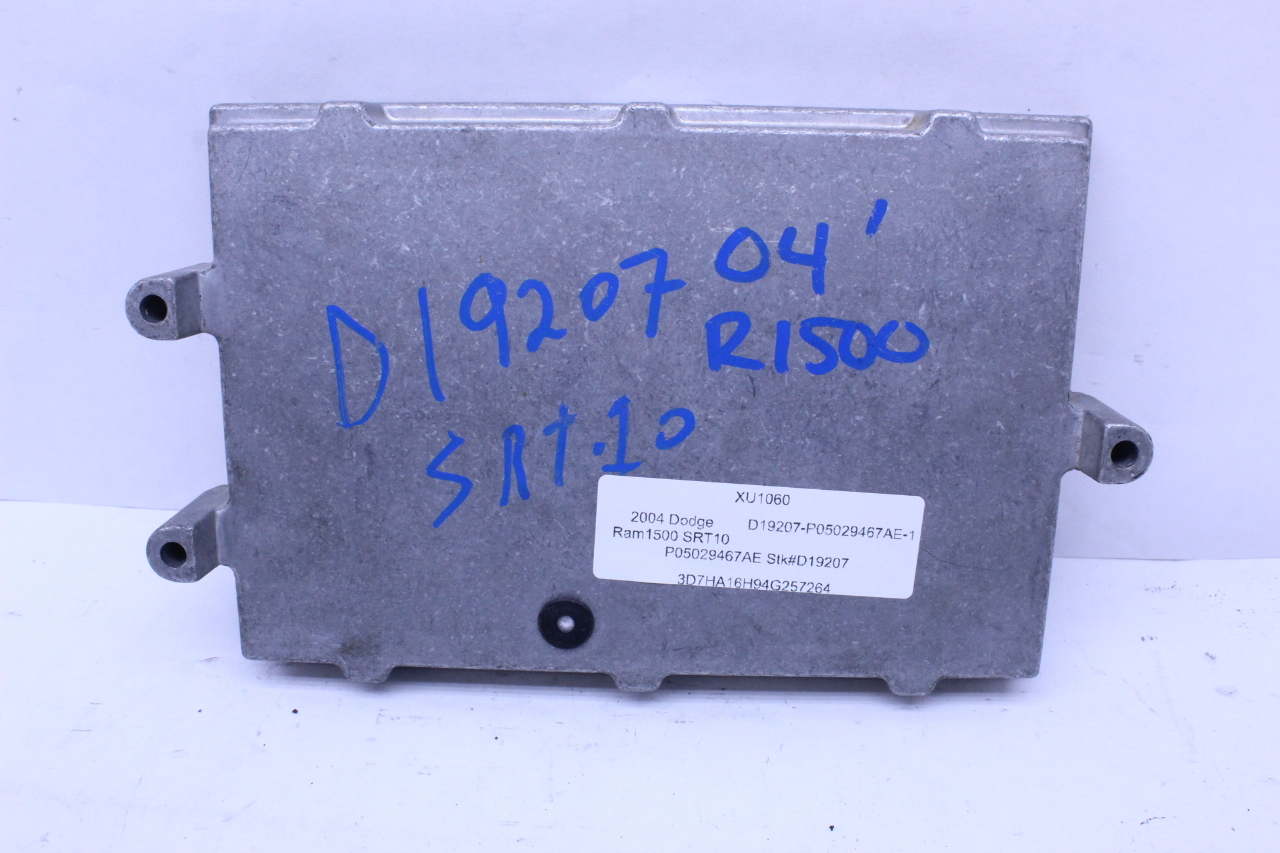 D19207 04'
R1500
SRT.10
XU1060
2004 Dodge D19207-P05029467AE-1
Ram1500 SRT10
P05029467AE Stk#D19207
3D7HA16H94G257264